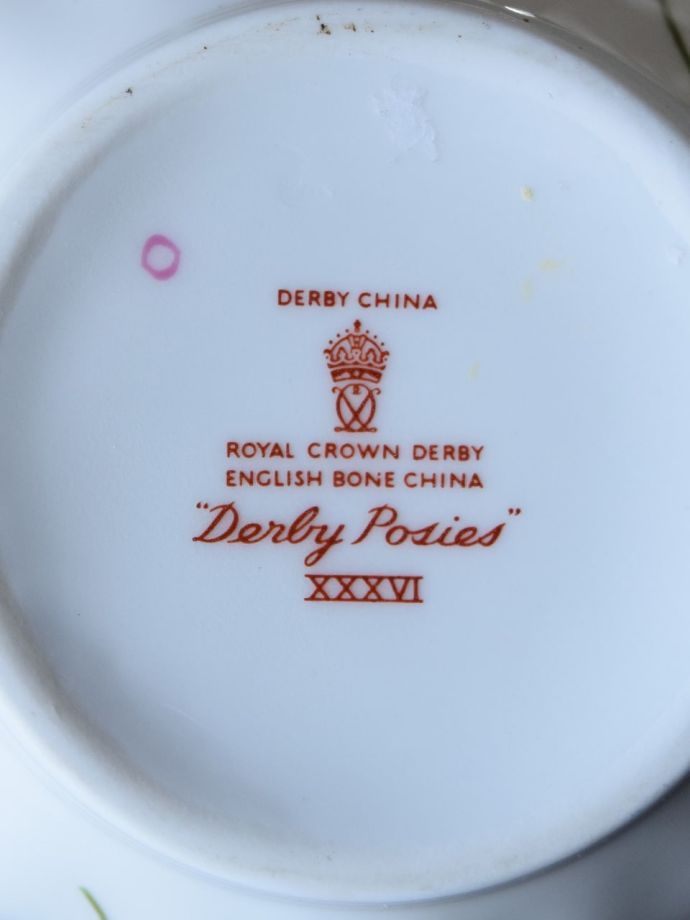 DERBY CHINA
ROYAL CROWN DERBY
ENGLISH BONE CHINA
"Derby Posies"
XXXVI